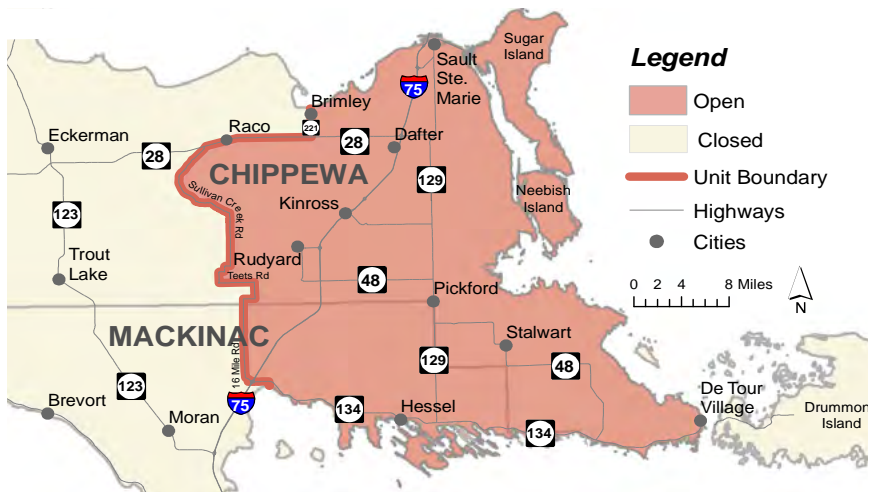 Sugar
Island
Sault
Ste.
Marie
75
Brimley
221
Raco
28
Dafter
Eckerman
28
CHIPPEWA
129
Sullivan Creek Rd
Kinross
Neebish
Island
123
Trout
Lake
Rudyard
Teets Rd
48
Pickford
MACKINAC
Stalwart
16 Mile Rd
129
48
123
75
De Tour
Village
Brevort
Moran
134
Hessel
134
Drummon
Island
Legend
Open
Closed
Unit Boundary
Highways
Cities
0 2 4 8 Miles
N